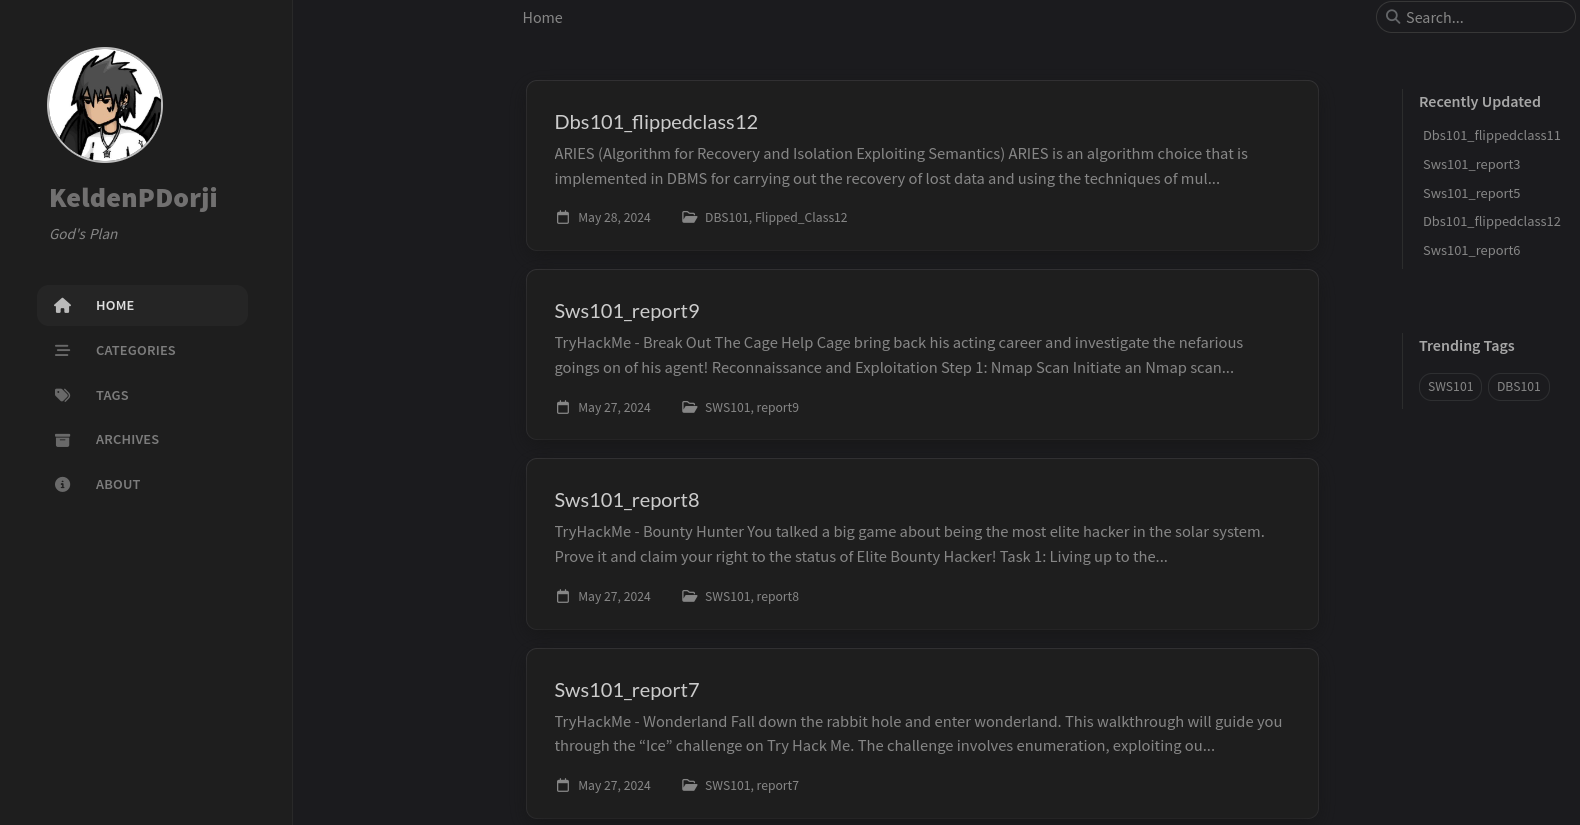 KeldenPDorji
God's Plan
HOME
CATEGORIES
TAGS
ARCHIVES
ABOUT
Home
Search...
Dbs101_flippedclass12
ARIES (Algorithm for Recovery and Isolation Exploiting Semantics) ARIES is an algorithm choice that is
implemented in DBMS for carrying out the recovery of lost data and using the techniques of mul...
May 28, 2024 DBS101, Flipped_Class12
Sws101_report9
TryHackMe - Break Out The Cage Help Cage bring back his acting career and investigate the nefarious
goings on of his agent! Reconnaissance and Exploitation Step 1: Nmap Scan Initiate an Nmap scan...
May 27, 2024 SWS101, report9
Sws101_report8
TryHackMe - Bounty Hunter You talked a big game about being the most elite hacker in the solar system.
Prove it and claim your right to the status of Elite Bounty Hacker! Task 1: Living up to the...
May 27, 2024 SWS101, report8
Sws101_report7
TryHackMe - Wonderland Fall down the rabbit hole and enter wonderland. This walkthrough will guide you
through the “Ice” challenge on Try Hack Me. The challenge involves enumeration, exploiting ou...
May 27, 2024 SWS101, report7
Recently Updated
Dbs101_flippedclass11
Sws101_report3
Sws101_report5
Dbs101_flippedclass12
Sws101_report6
Trending Tags
SWS101 DBS101